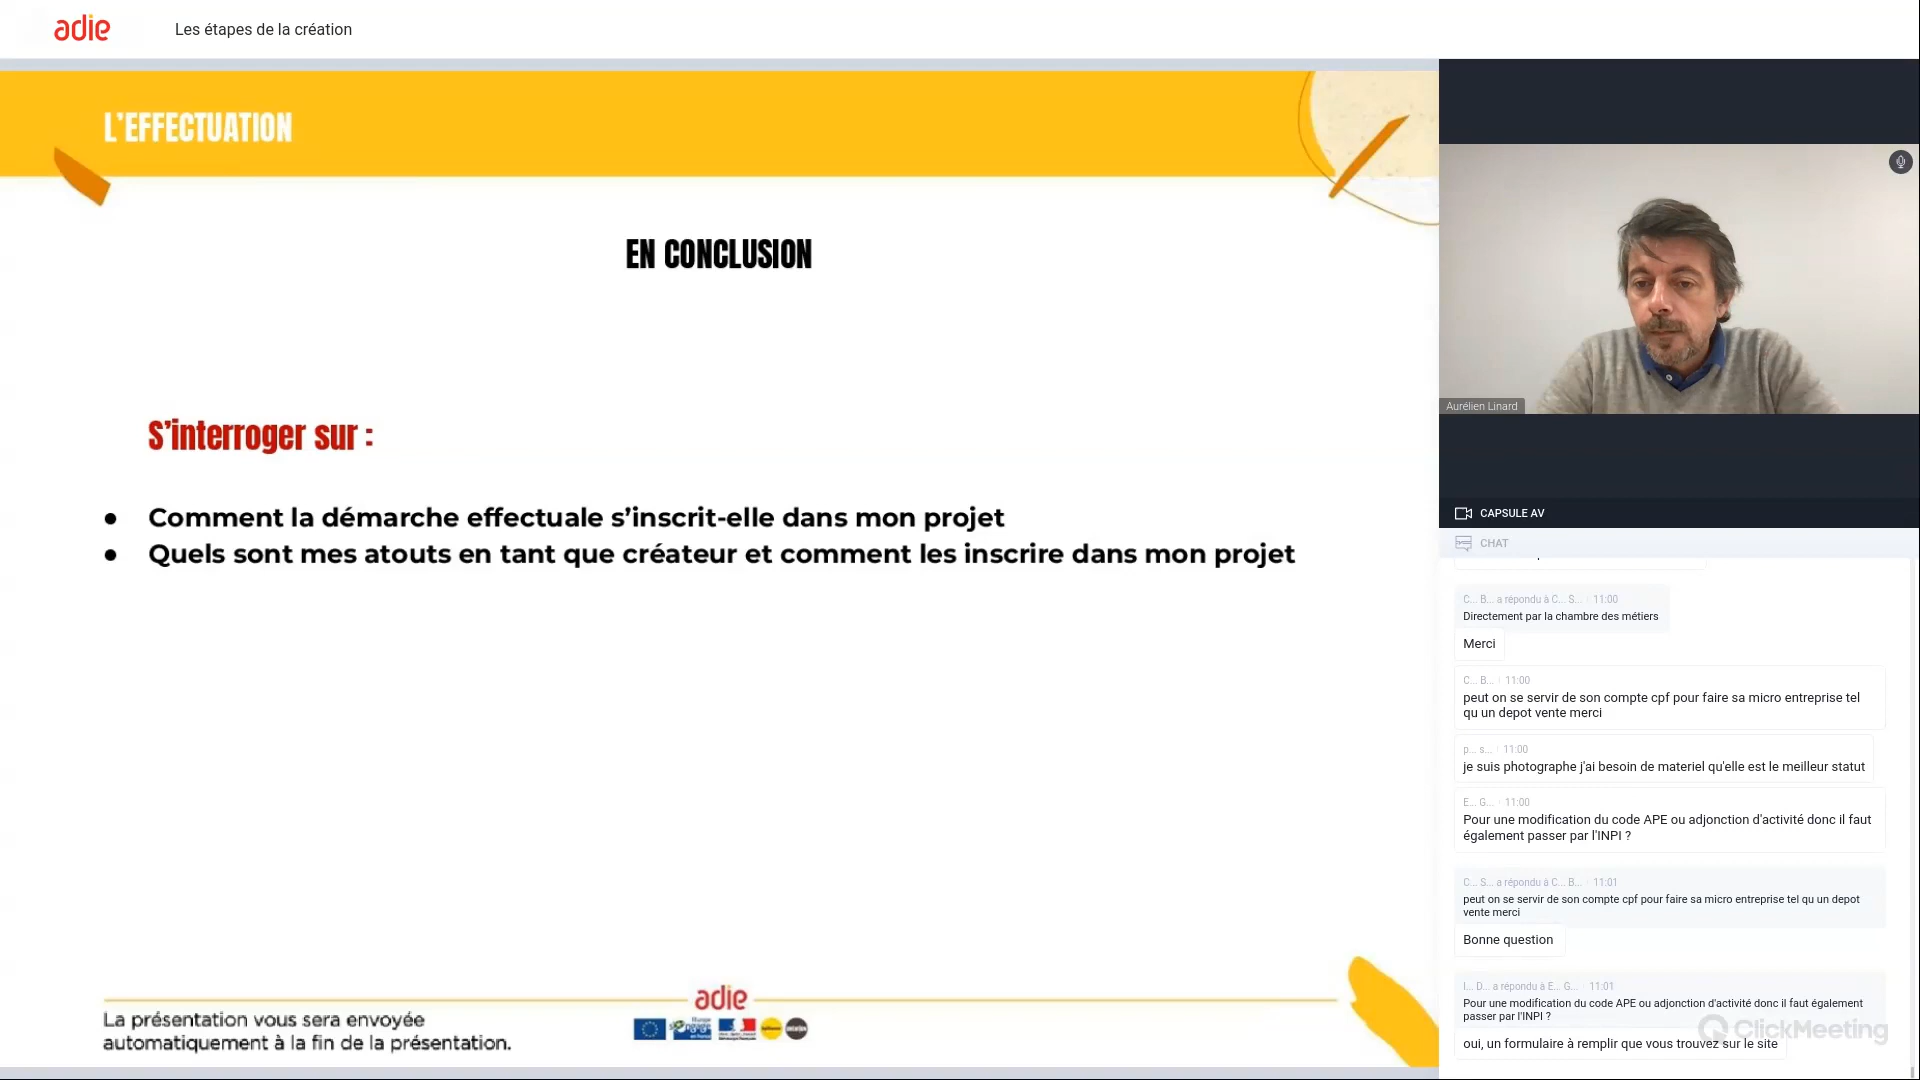 adie
Les étapes de la création
L'EFFECTUATION
EN CONCLUSION
S'interroger sur :
● Comment la démarche effectuale s'inscrit-elle dans mon projet
● Quels sont mes atouts en tant que créateur et comment les inscrire dans mon projet
adie
La présentation vous sera envoyée
automatiquement à la fin de la présentation.
Aurélien Linard
CAPSULE AV
CHAT
C... B... a répondu à C... S... 11:00
Directement par la chambre des métiers
Merci
C... B... 11:00
peut on se servir de son compte cpf pour faire sa micro entreprise tel
qu un depot vente merci
p... s... 11:00
je suis photographe j'ai besoin de materiel qu'elle est le meilleur statut
E... G... 11:00
Pour une modification du code APE ou adjonction d'activité donc il faut
également passer par l'INPI ?
C... S... a répondu à C... B... 11:01
peut on se servir de son compte cpf pour faire sa micro entreprise tel qu un depot
vente merci
Bonne question
I... D... a répondu à E... G... 11:01
Pour une modification du code APE ou adjonction d'activité donc il faut également
passer par l'INPI ?
oui, un formulaire à remplir que vous trouvez sur le site
ClickMeeting